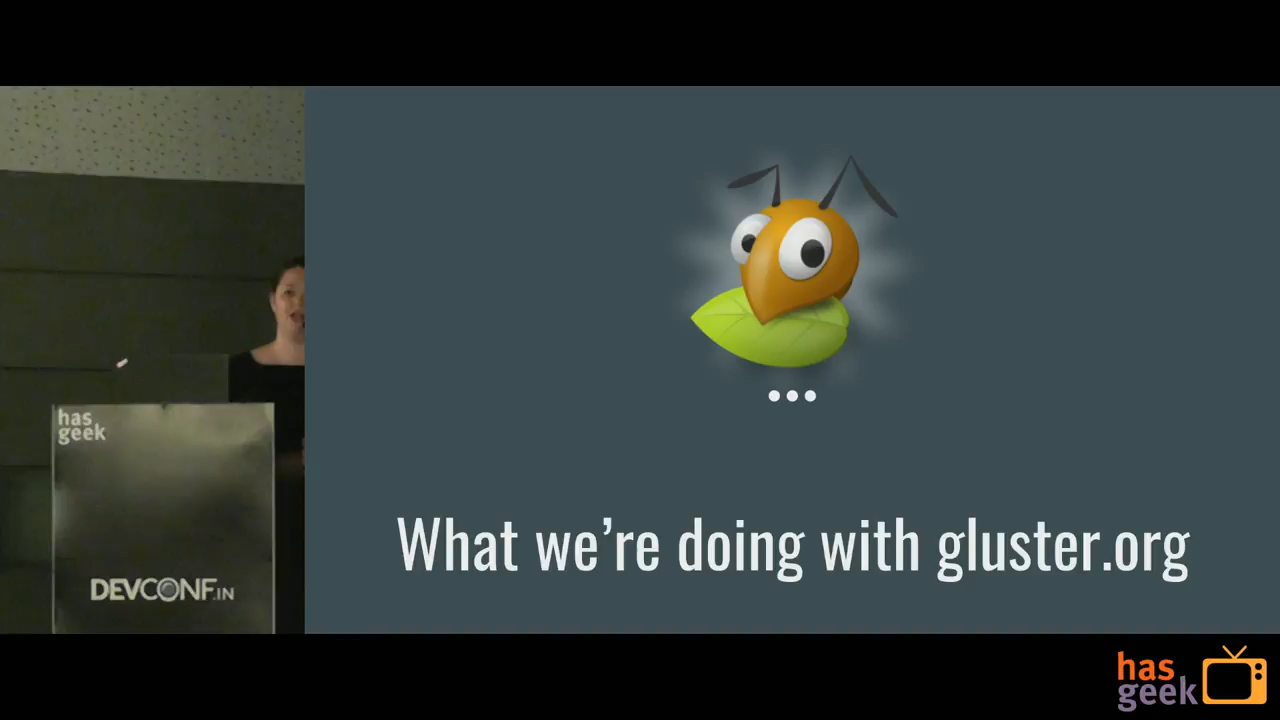 has
geek
DEVCONF.IN
•••
What we’re doing with gluster.org
has
geek